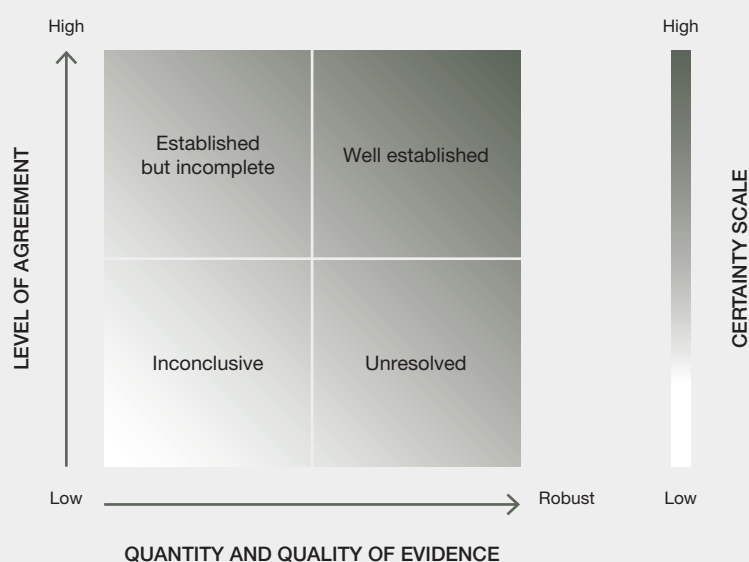 High
High
Established
but incomplete
Well established
LEVEL OF AGREEMENT
CERTAINTY SCALE
Inconclusive
Unresolved
Low
Robust
Low
QUANTITY AND QUALITY OF EVIDENCE